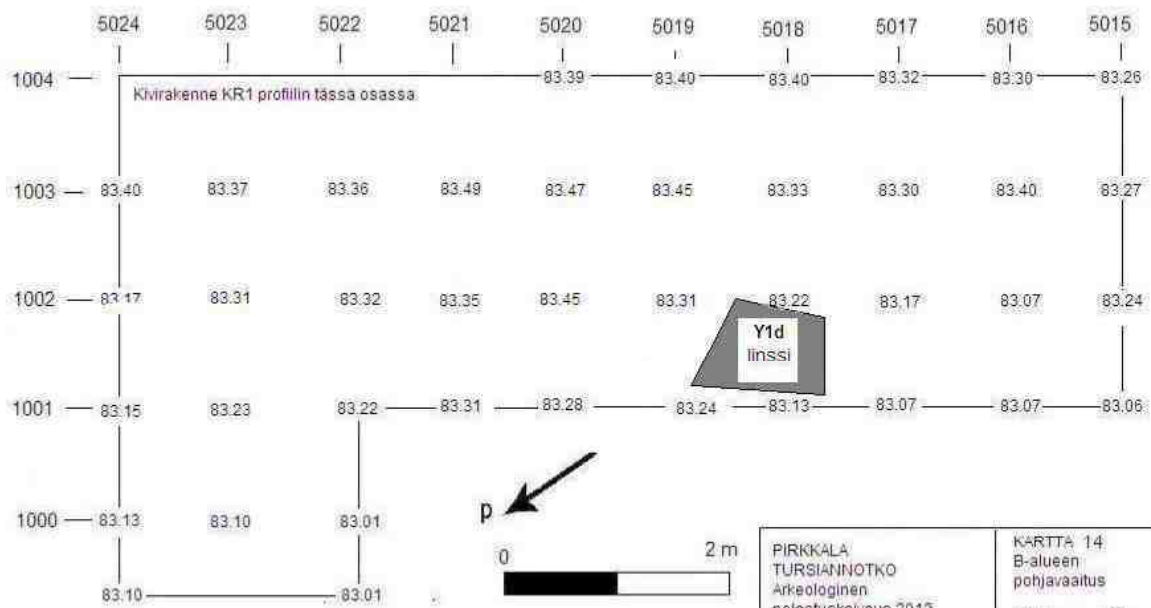 5024 5023 5022 5021 5020 5019 5018 5017 5016 5015
1004 83.39 83.40 83.40 83.32 83.30 83.26
Kivirakenne KR1 profiilin tässä osassa
1003 83.40 83.37 83.36 83.49 83.47 83.45 83.33 83.30 83.40 83.27
1002 83.17 83.31 83.32 83.35 83.45 83.31 83.22 83.17 83.07 83.24
Y1d
linssi
1001 83.15 83.23 83.22 83.31 83.28 83.24 83.13 83.07 83.07 83.06
1000 83.13 83.10 83.01
p
0 2 m
83.10 83.01
PIRKKALA
TURSIANNOTKO
Arkeologinen
KARTTA 14
B-alueen
pohjavaaitus